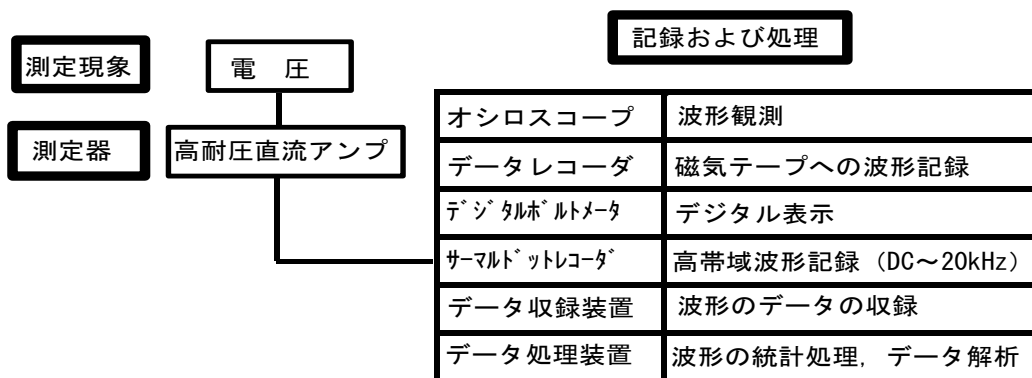 記録および処理
測定現象
電　圧
測定器
高耐圧直流アンプ
オシロスコープ 波形観測
データレコーダ 磁気テープへの波形記録
ﾃﾞｼﾞﾀﾙﾎﾞﾙﾄﾒｰﾀ デジタル表示
ｻｰﾏﾙﾄﾞｯﾄﾚｺｰﾀﾞ 高帯域波形記録（DC～20kHz）
データ収録装置 波形のデータの収録
データ処理装置 波形の統計処理，データ解析